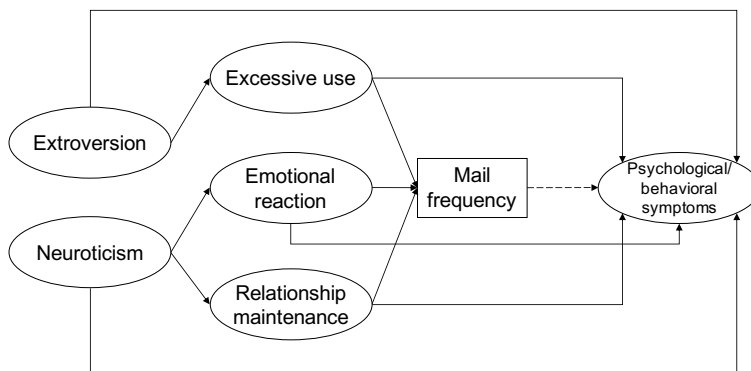 Extroversion
Neuroticism
Excessive use
Emotional
reaction
Relationship
maintenance
Mail
frequency
Psychological/
behavioral
symptoms